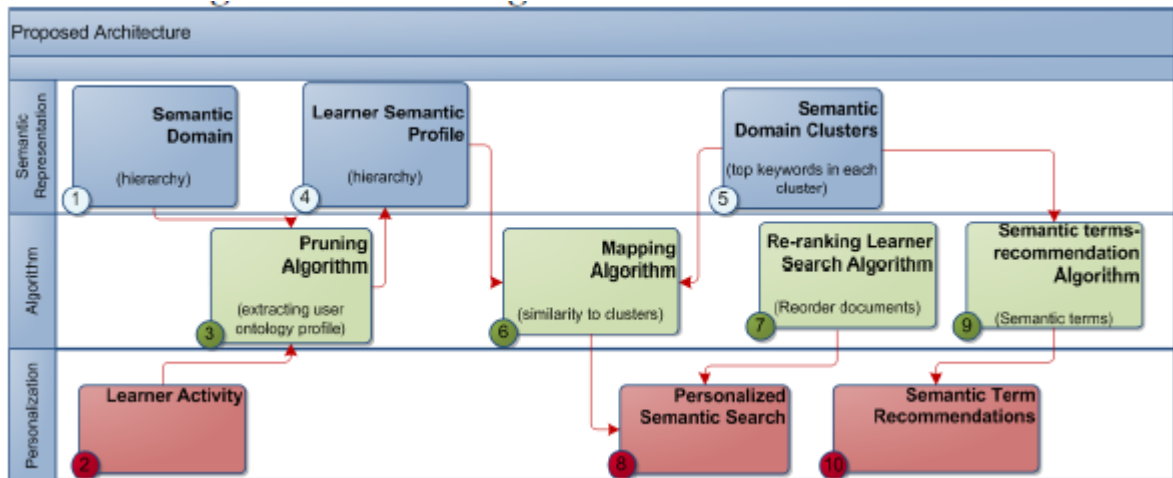 Proposed Architecture
Semantic
Representation
Semantic
Domain
(hierarchy)
1
Learner Semantic
Profile
(hierarchy)
4
Semantic
Domain Clusters
(top keywords in each
cluster)
5
Algorithm
Pruning
Algorithm
(extracting user
ontology profile)
3
Mapping
Algorithm
(similarity to clusters)
6
Re-ranking Learner
Search Algorithm
(Reorder documents)
7
Semantic terms-
recommendation
Algorithm
(Semantic terms)
9
Personalization
Learner Activity
2
Personalized
Semantic Search
8
Semantic Term
Recommendations
10